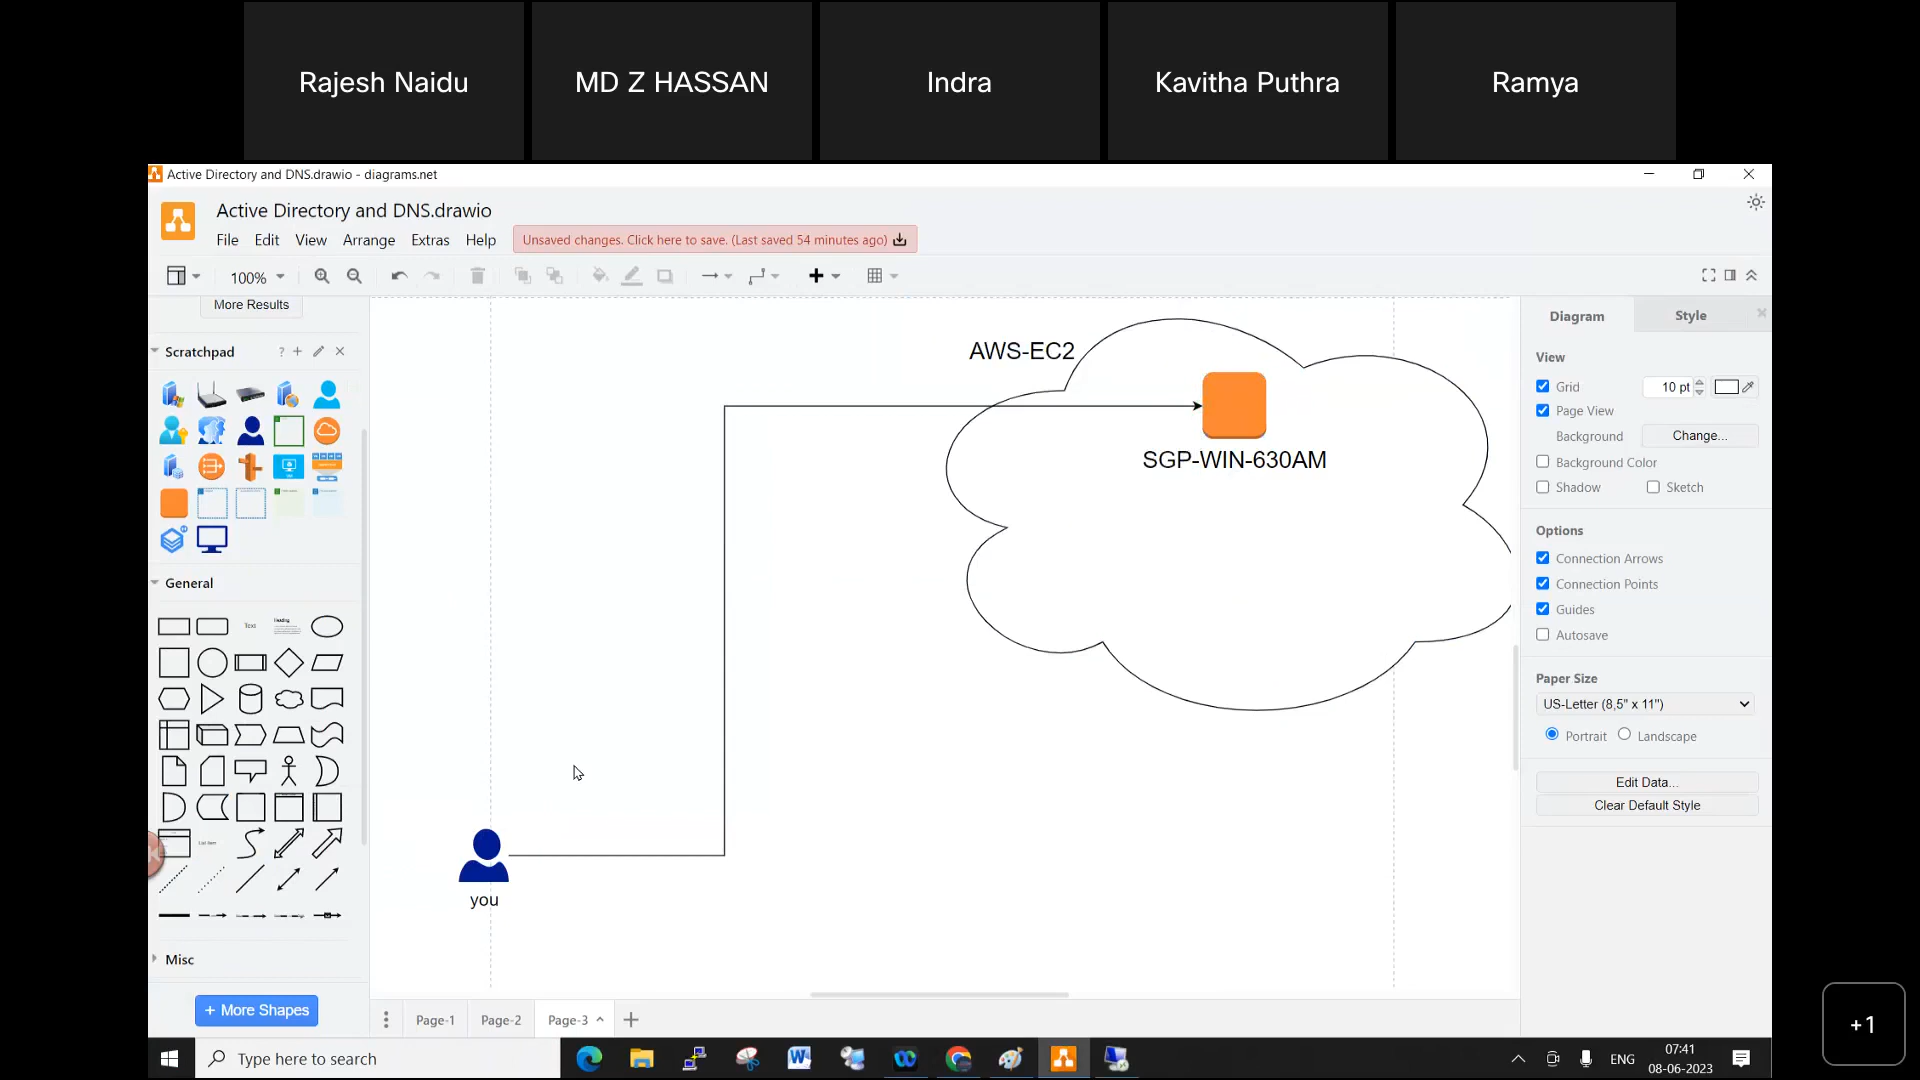 Rajesh Naidu
MD Z HASSAN
Indra
Kavitha Puthra
Ramya
Active Directory and DNS.drawio - diagrams.net
Active Directory and DNS.drawio
File Edit View Arrange Extras Help
Unsaved changes. Click here to save. (Last saved 54 minutes ago)
100%
More Results
Scratchpad
?
General
Text
Heading
List Item
Misc
+ More Shapes
AWS-EC2
SGP-WIN-630AM
you
Page-1
Page-2
Page-3
Diagram
Style
View
Grid
10 pt
Page View
Background
Change...
Background Color
Shadow
Sketch
Options
Connection Arrows
Connection Points
Guides
Autosave
Paper Size
US-Letter (8,5" x 11")
Portrait
Landscape
Edit Data...
Clear Default Style
+1
Type here to search
ENG
07:41
08-06-2023